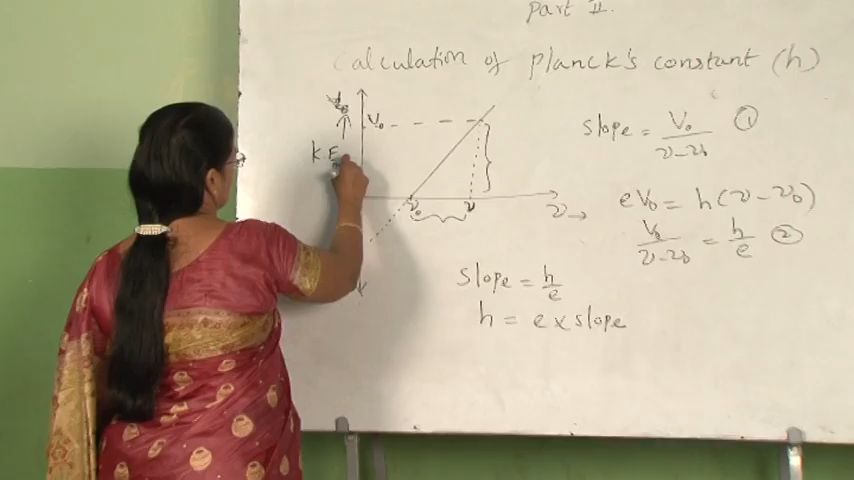 Part II.
Calculation of Planck's constant (h)
V₀
K.E
V₀
ν₀
ν
ν →
Slope = V₀ / ν - ν₀ ①
eV₀ = h(ν - ν₀)
V₀ / ν - ν₀ = h / e ②
Slope = h / e
h = e x slope